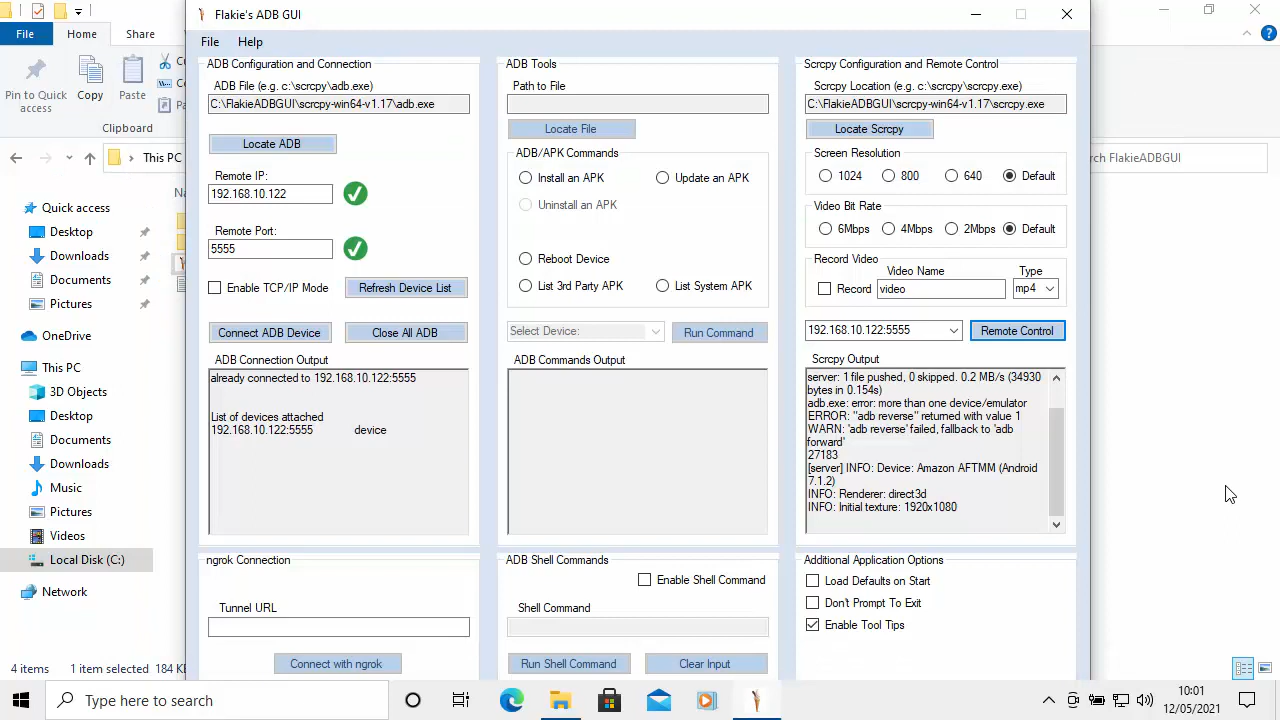 File
Home
Share
Pin to Quick
access
Copy
Paste
Clipboard
This PC
Quick access
Desktop
Downloads
Documents
Pictures
OneDrive
This PC
3D Objects
Desktop
Documents
Downloads
Music
Pictures
Videos
Local Disk (C:)
Network
4 items
1 item selected
184 K
Flakie's ADB GUI
File
Help
ADB Configuration and Connection
ADB File (e.g. c:\scrcpy\adb.exe)
C:\FlakieADBGUI\scrcpy-win64-v1.17\adb.exe
Locate ADB
Remote IP:
192.168.10.122
Remote Port:
5555
Enable TCP/IP Mode
Refresh Device List
Connect ADB Device
Close All ADB
ADB Connection Output
already connected to 192.168.10.122:5555
List of devices attached
192.168.10.122:5555 device
ngrok Connection
Tunnel URL
Connect with ngrok
ADB Tools
Path to File
Locate File
ADB/APK Commands
Install an APK
Update an APK
Uninstall an APK
Reboot Device
List 3rd Party APK
List System APK
Select Device:
Run Command
ADB Commands Output
ADB Shell Commands
Enable Shell Command
Shell Command
Run Shell Command
Clear Input
Scrcpy Configuration and Remote Control
Scrcpy Location (e.g. c:\scrcpy\scrcpy.exe)
C:\FlakieADBGUI\scrcpy-win64-v1.17\scrcpy.exe
Locate Scrcpy
Screen Resolution
1024
800
640
Default
Video Bit Rate
6Mbps
4Mbps
2Mbps
Default
Record Video
Video Name
Type
Record
video
mp4
192.168.10.122:5555
Remote Control
Scrcpy Output
server: 1 file pushed, 0 skipped. 0.2 MB/s (34930
bytes in 0.154s)
adb.exe: error: more than one device/emulator
ERROR: "adb reverse" returned with value 1
WARN: 'adb reverse' failed, fallback to 'adb
forward'
27183
[server] INFO: Device: Amazon AFTMM (Android
7.1.2)
INFO: Renderer: direct3d
INFO: Initial texture: 1920x1080
Additional Application Options
Load Defaults on Start
Don't Prompt To Exit
Enable Tool Tips
rch FlakieADBGUI
Type here to search
10:01
12/05/2021